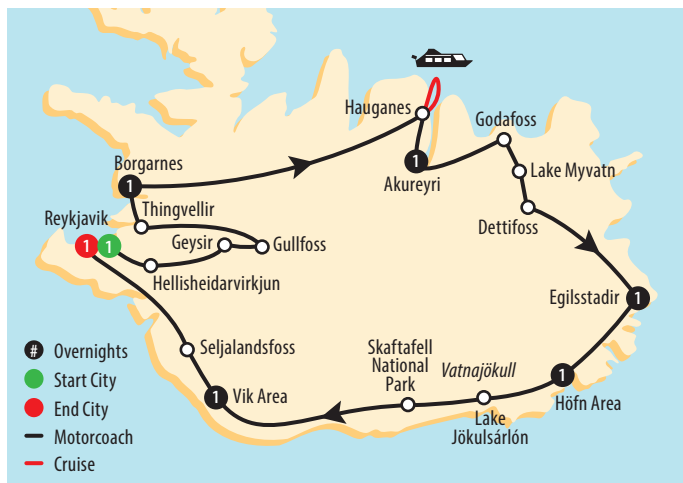 Hauganes
Godafoss
Borgarnes
1
1
Akureyri
Lake Myvatn
Thingvellir
Reykjavik
Geysir
Gullfoss
Dettifoss
1
1
Hellisheidarvirkjun
Egilsstadir
1
# Overnights
Start City
End City
Motorcoach
Cruise
Seljalandsfoss
Skaftafell
National
Park
Vatnajökull
1
Vik Area
1
Höfn Area
Lake
Jökulsárlón